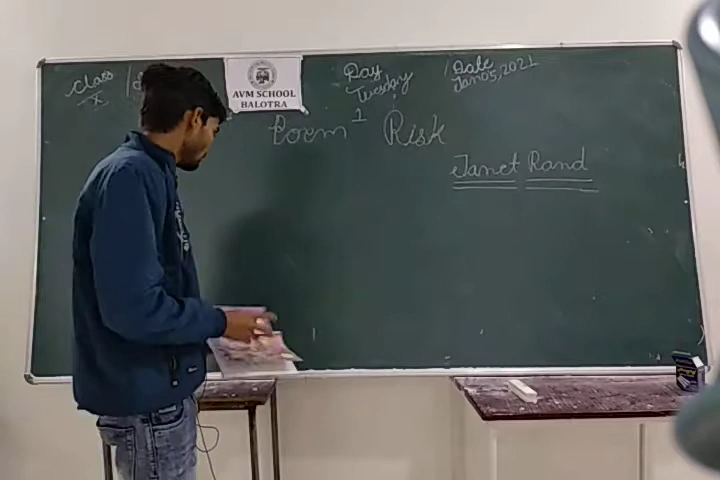 Class
X
AVM SCHOOL
BALOTRA
Day
Tuesday
Date
Jan 05, 2021
Poem 1 Risk
Janet Rand